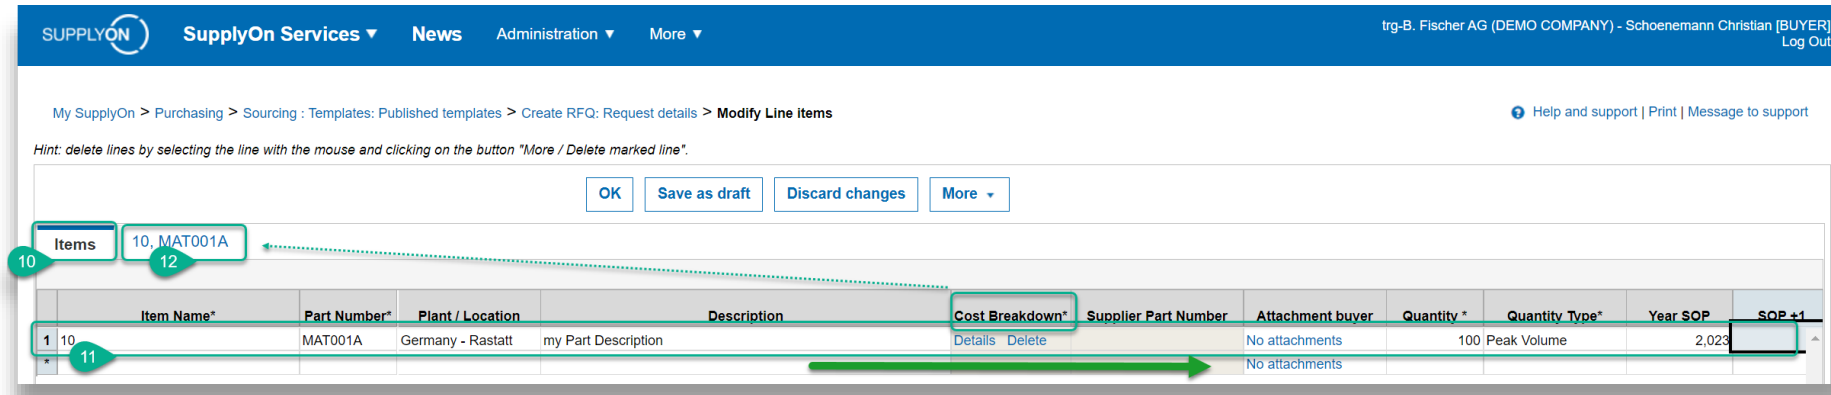 SUPPLYON SupplyOn Services ▼ News Administration ▼ More ▼
trg-B. Fischer AG (DEMO COMPANY) - Schoenemann Christian [BUYER]
Log Out
My SupplyOn > Purchasing > Sourcing : Templates: Published templates > Create RFQ: Request details > Modify Line items
Help and support | Print | Message to support
Hint: delete lines by selecting the line with the mouse and clicking on the button "More / Delete marked line".
OK Save as draft Discard changes More
Items 10, MAT001A
10 12
Item Name* Part Number* Plant / Location Description Cost Breakdown* Supplier Part Number Attachment buyer Quantity * Quantity Type* Year SOP SOP +1
1 10 MAT001A Germany - Rastatt my Part Description Details Delete No attachments 100 Peak Volume 2,023
11
* No attachments